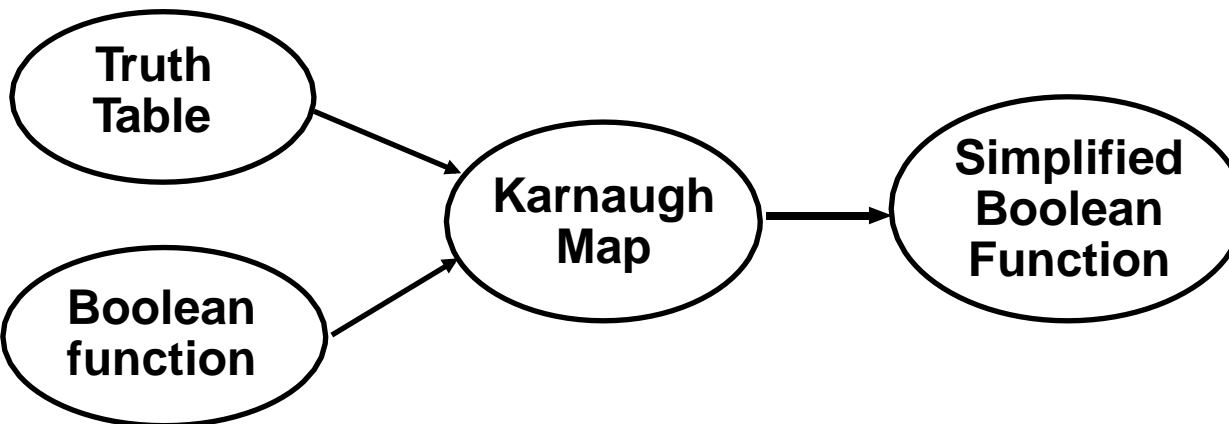 Truth
Table
Boolean
function
Karnaugh
Map
Simplified
Boolean
Function